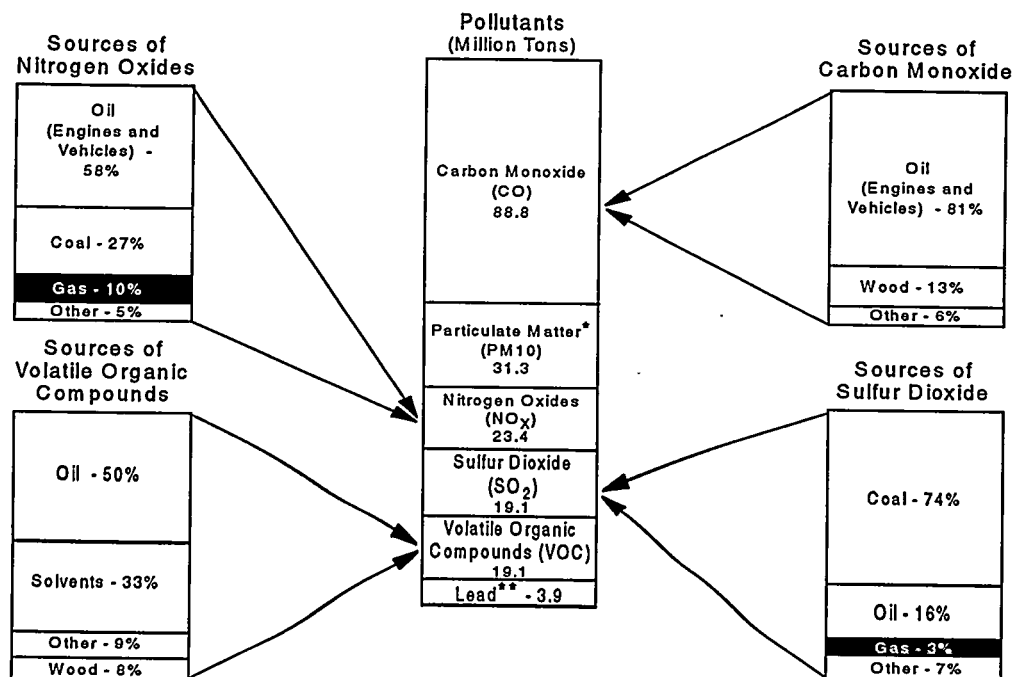 Sources of
Nitrogen Oxides
Oil
(Engines and
Vehicles) -
58%
Coal - 27%
Gas - 10%
Other - 5%
Sources of
Volatile Organic
Compounds
Oil - 50%
Solvents - 33%
Other - 9%
Wood - 8%
Pollutants
(Million Tons)
Carbon Monoxide
(CO)
88.8
Particulate Matter*
(PM10)
31.3
Nitrogen Oxides
(NOX)
23.4
Sulfur Dioxide
(SO2)
19.1
Volatile Organic
Compounds (VOC)
19.1
Lead** - 3.9
Sources of
Carbon Monoxide
Oil
(Engines and
Vehicles) - 81%
Wood - 13%
Other - 6%
Sources of
Sulfur Dioxide
Coal - 74%
Oil - 16%
Gas - 3%
Other - 7%